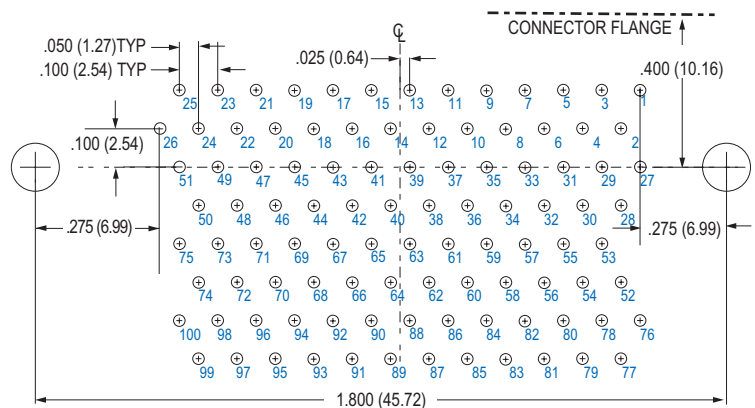 CONNECTOR FLANGE
.050 (1.27)TYP
℄
.025 (0.64)
.100 (2.54) TYP
.400 (10.16)
25 23 21 19 17 15 13 11 9 7 5 3 1
.100 (2.54)
26 24 22 20 18 16 14 12 10 8 6 4 2
51 49 47 45 43 41 39 37 35 33 31 29 27
50 48 46 44 42 40 38 36 34 32 30 28
.275 (6.99)
.275 (6.99)
75 73 71 69 67 65 63 61 59 57 55 53
74 72 70 68 66 64 62 60 58 56 54 52
100 98 96 94 92 90 88 86 84 82 80 78 76
99 97 95 93 91 89 87 85 83 81 79 77
1.800 (45.72)